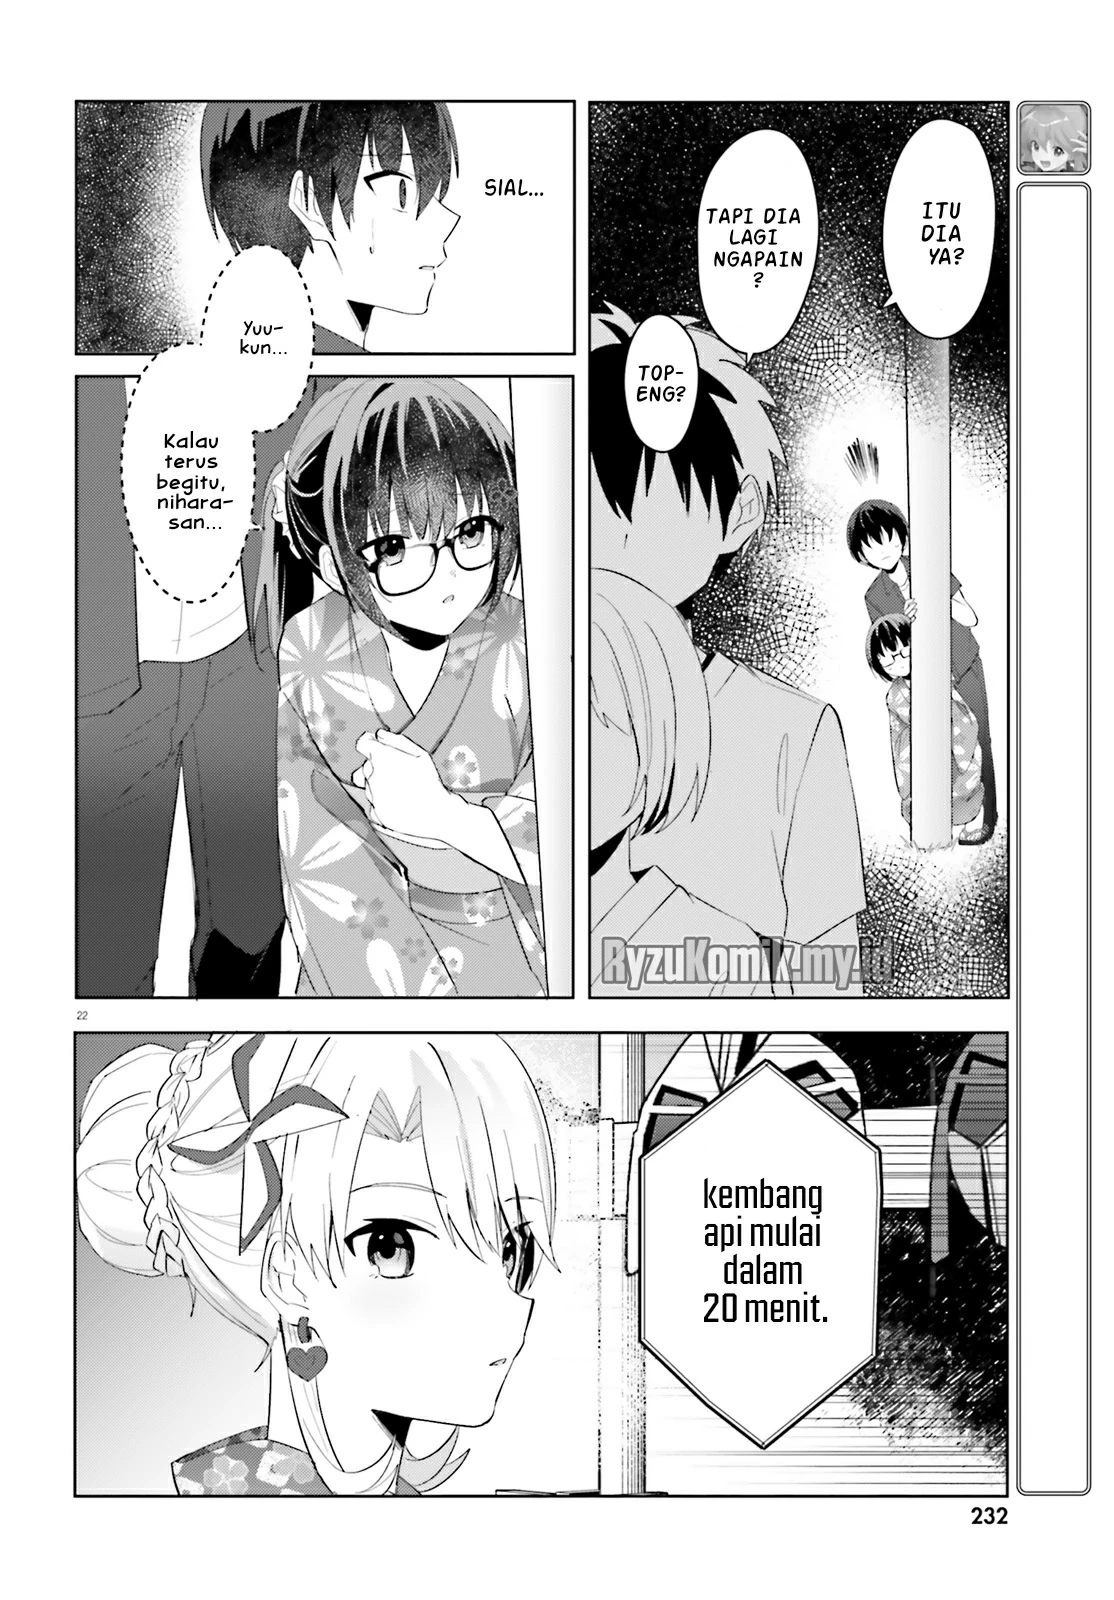 ITU
DIA
YA?
TAPI DIA
LAGI
NGAPAIN
?
TOP-
ENG?
SIAL...
Yuu-
kun...
Kalau
terus
begitu,
nihara-
san...
RyzuKomik.my.id
22
kembang
api mulai
dalam
20 menit.
232